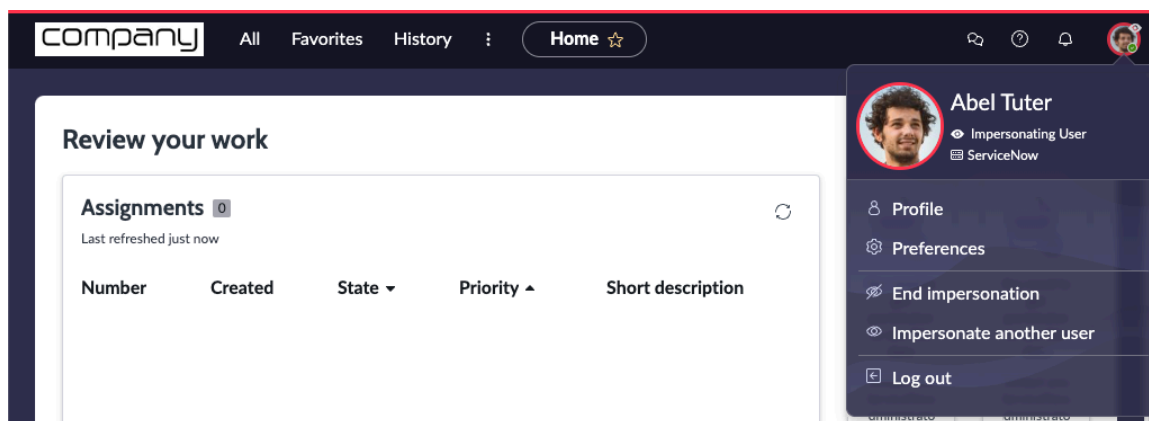 company All Favorites History Home
Abel Tuter
Impersonating User
ServiceNow
Profile
Preferences
End impersonation
Impersonate another user
Log out
Review your work
Assignments 0
Last refreshed just now
Number Created State Priority Short description